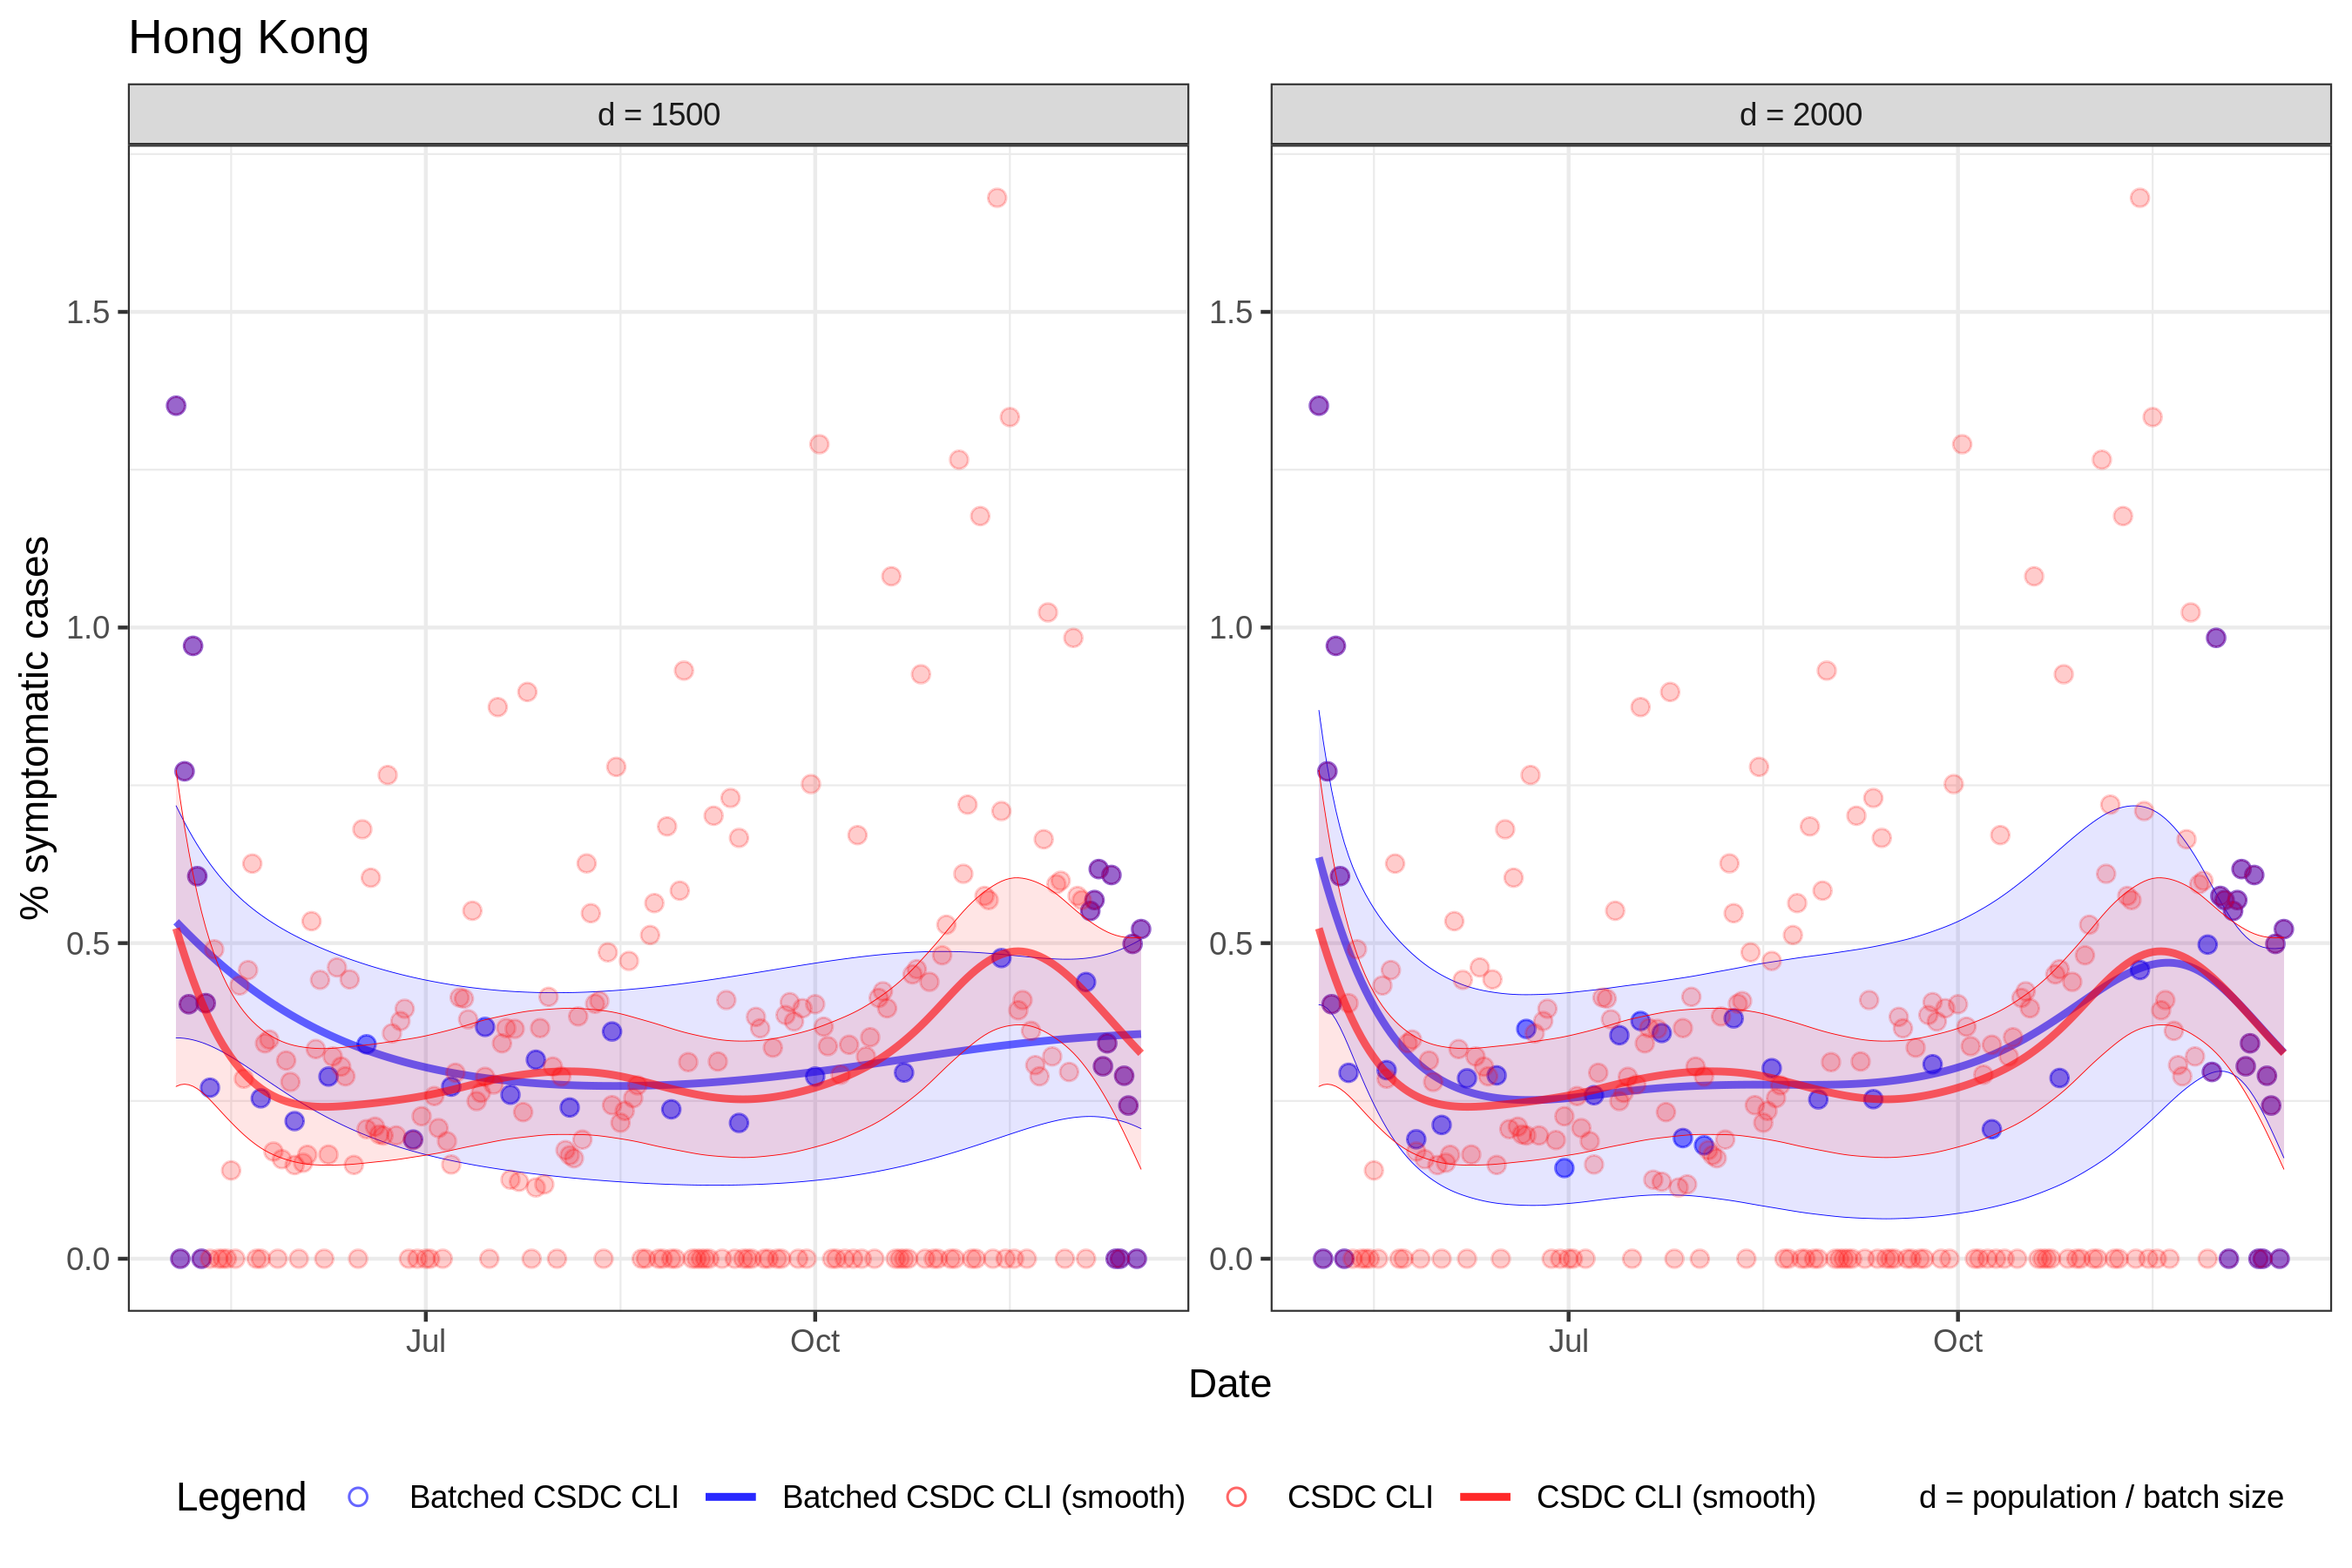 Hong Kong
d = 1500
d = 2000
% symptomatic cases
1.5
1.0
0.5
0.0
1.5
1.0
0.5
0.0
Jul
Oct
Jul
Oct
Date
Legend
Batched CSDC CLI
Batched CSDC CLI (smooth)
CSDC CLI
CSDC CLI (smooth)
d = population / batch size